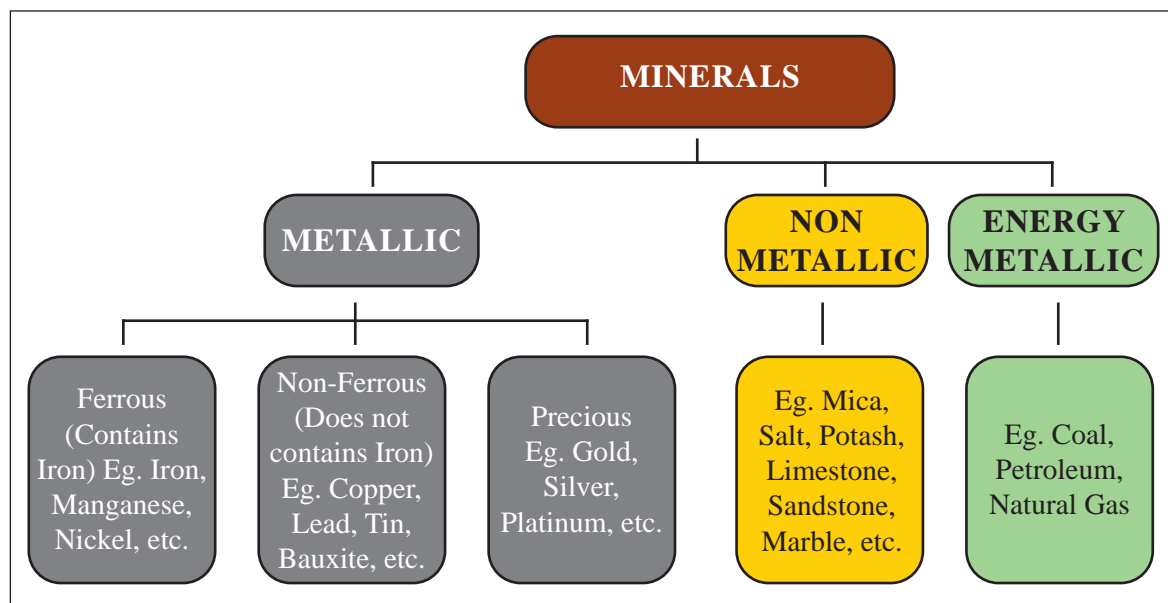 MINERALS
METALLIC
NON
METALLIC
ENERGY
METALLIC
Ferrous
(Contains
Iron) Eg. Iron,
Manganese,
Nickel, etc.
Non-Ferrous
(Does not
contains Iron)
Eg. Copper,
Lead, Tin,
Bauxite, etc.
Precious
Eg. Gold,
Silver,
Platinum, etc.
Eg. Mica,
Salt, Potash,
Limestone,
Sandstone,
Marble, etc.
Eg. Coal,
Petroleum,
Natural Gas